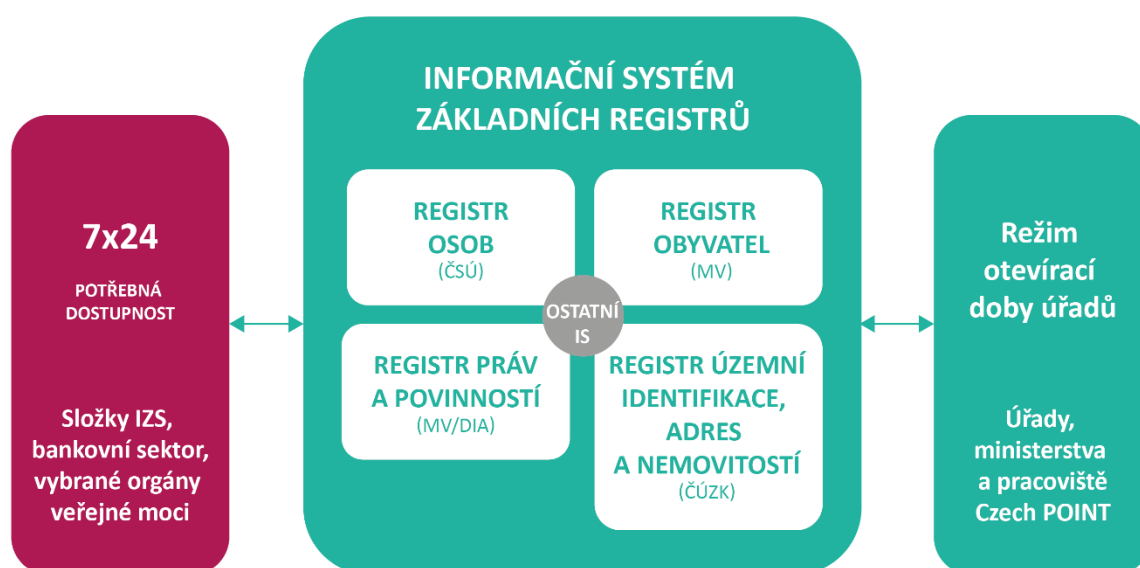 INFORMAČNÍ SYSTÉM
ZÁKLADNÍCH REGISTRŮ
7x24
POTŘEBNÁ
DOSTUPNOST
Složky IZS,
bankovní sektor,
vybrané orgány
veřejné moci
REGISTR
OSOB
(ČSÚ)
REGISTR
OBYVATEL
(MV)
OSTATNÍ
IS
REGISTR PRÁV
A POVINNOSTÍ
(MV/DIA)
REGISTR ÚZEMNÍ
IDENTIFIKACE,
ADRES
A NEMOVITOSTÍ
(ČÚZK)
Režim
otevírací
doby úřadů
Úřady,
ministerstva
a pracoviště
Czech POINT